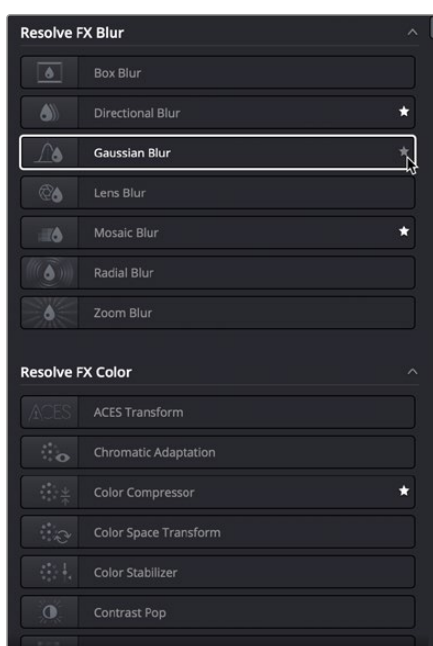 Resolve FX Blur
Box Blur
Directional Blur
Gaussian Blur
Lens Blur
Mosaic Blur
Radial Blur
Zoom Blur
Resolve FX Color
ACES
ACES Transform
Chromatic Adaptation
Color Compressor
Color Space Transform
Color Stabilizer
Contrast Pop